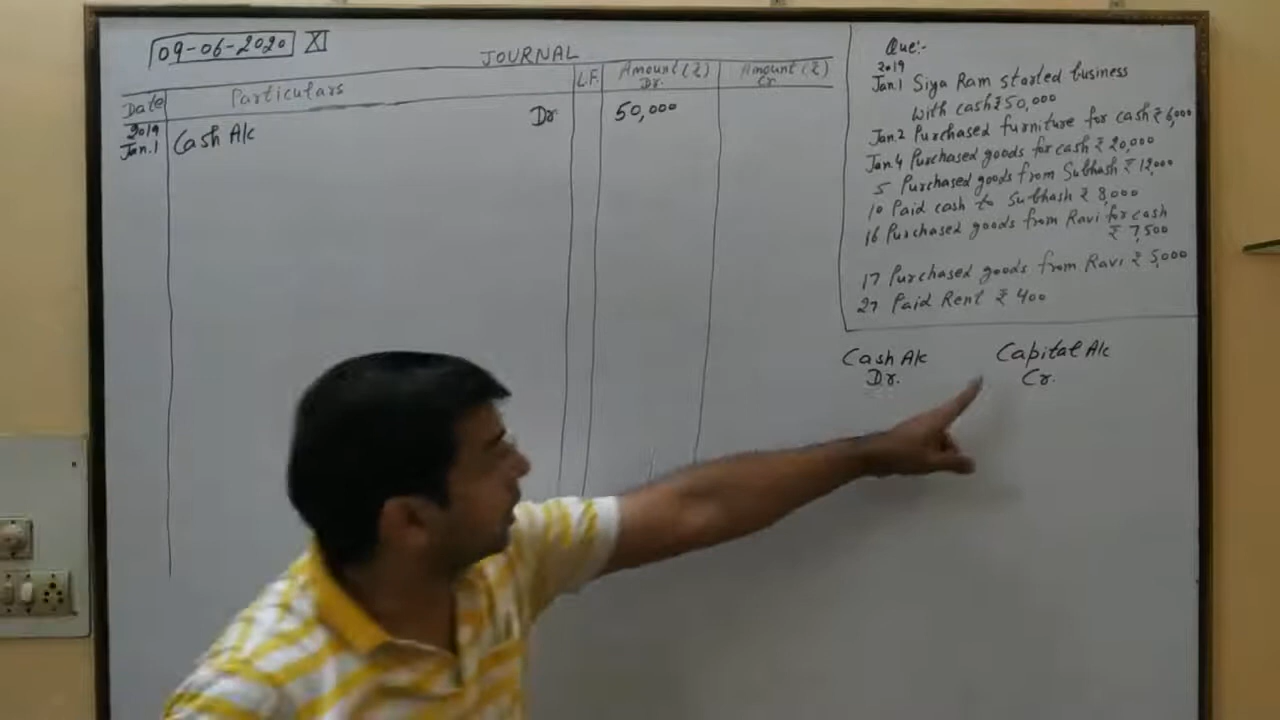 09-06-2020 XI
JOURNAL
Date Particulars L.F. Amount (₹) Dr. Amount (₹) Cr.
2019
Jan.1 Cash A/c Dr 50,000
Que:-
2019
Jan.1 Siya Ram started business
with cash ₹ 50,000
Jan.2 Purchased furniture for cash ₹ 6,000
Jan.4 Purchased goods for cash ₹ 20,000
5 Purchased goods from Subhash ₹ 12,000
10 Paid cash to Subhash ₹ 8,000
16 Purchased goods from Ravi for cash
₹ 7,500
17 Purchased goods from Ravi ₹ 5,000
27 Paid Rent ₹ 400
Cash A/c Capital A/c
Dr. Cr.